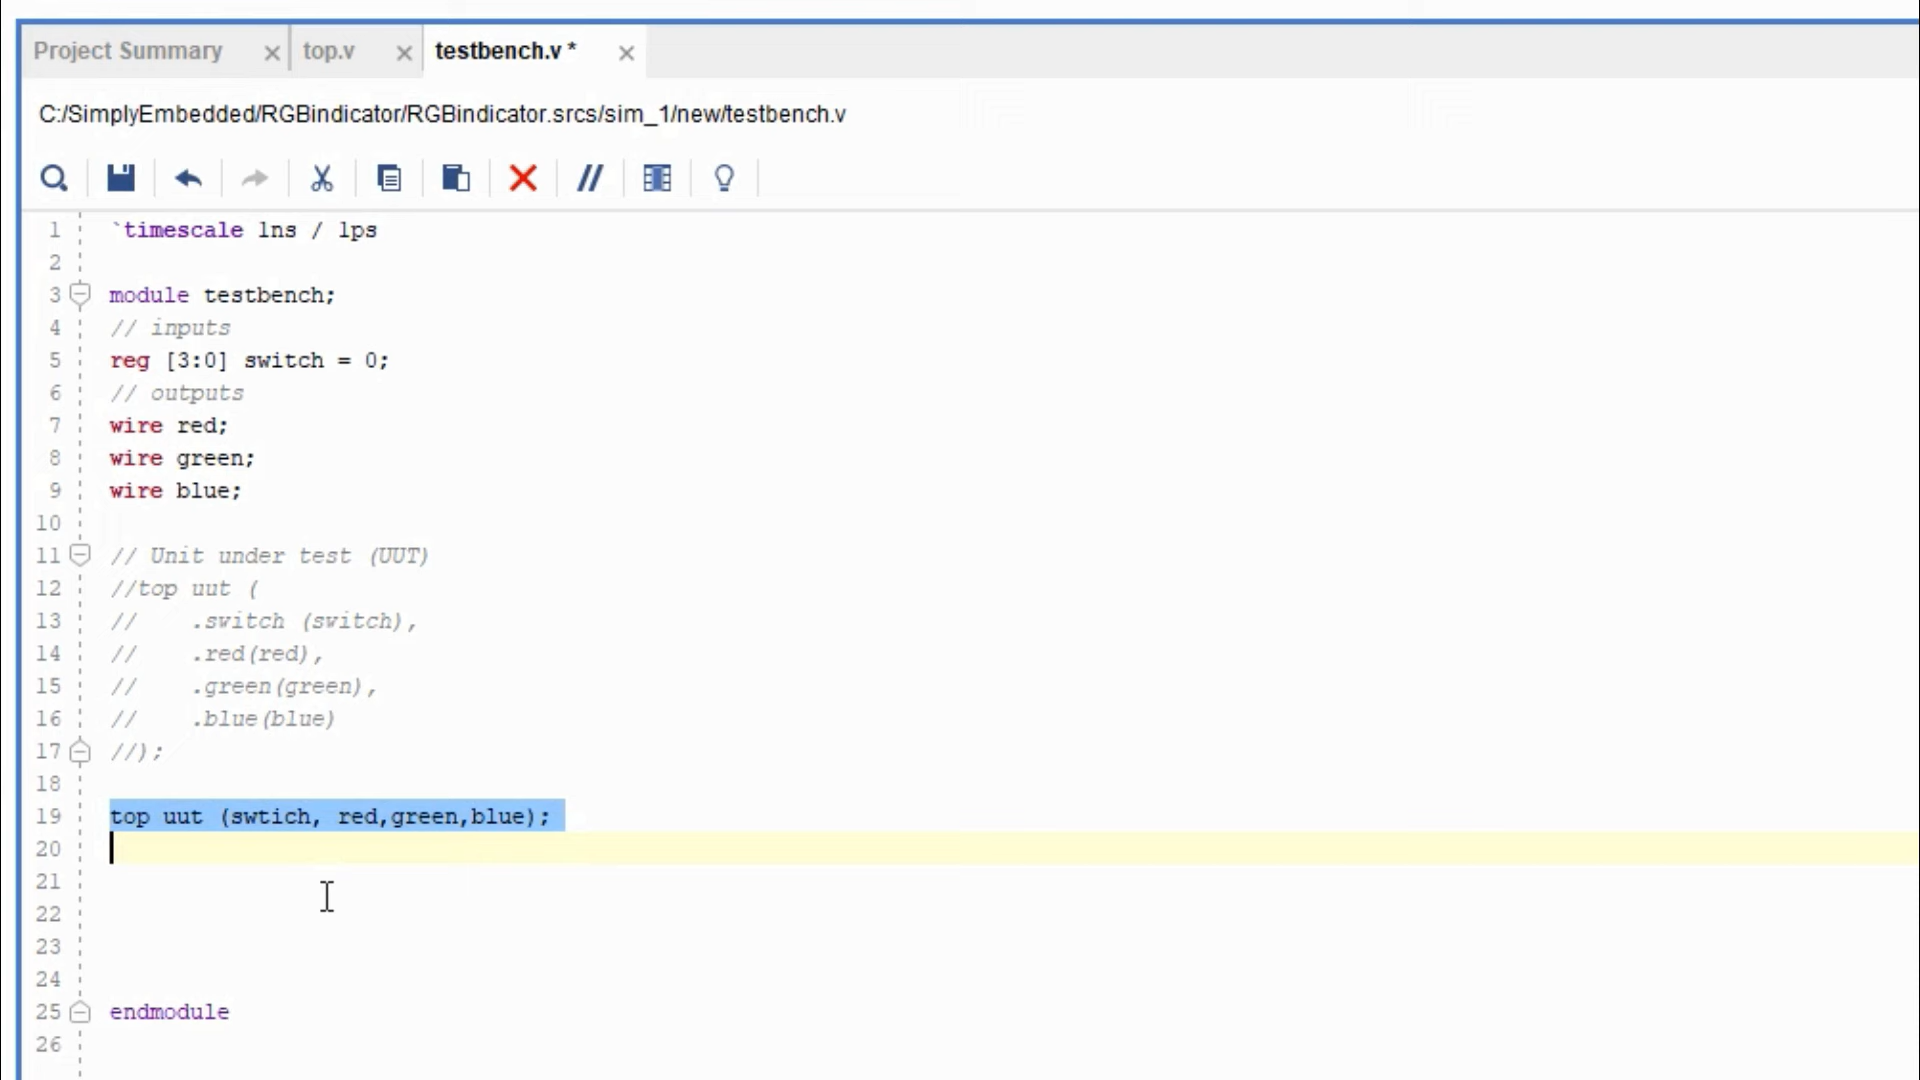 Project Summary top.v testbench.v *
C:/SimplyEmbedded/RGBindicator/RGBindicator.srcs/sim_1/new/testbench.v
1 `timescale 1ns / 1ps
2
3 module testbench;
4 // inputs
5 reg [3:0] switch = 0;
6 // outputs
7 wire red;
8 wire green;
9 wire blue;
10
11 // Unit under test (UUT)
12 //top uut (
13 // .switch (switch),
14 // .red(red),
15 // .green(green),
16 // .blue(blue)
17 //);
18
19 top uut (swtich, red,green,blue);
20
21
22
23
24
25 endmodule
26